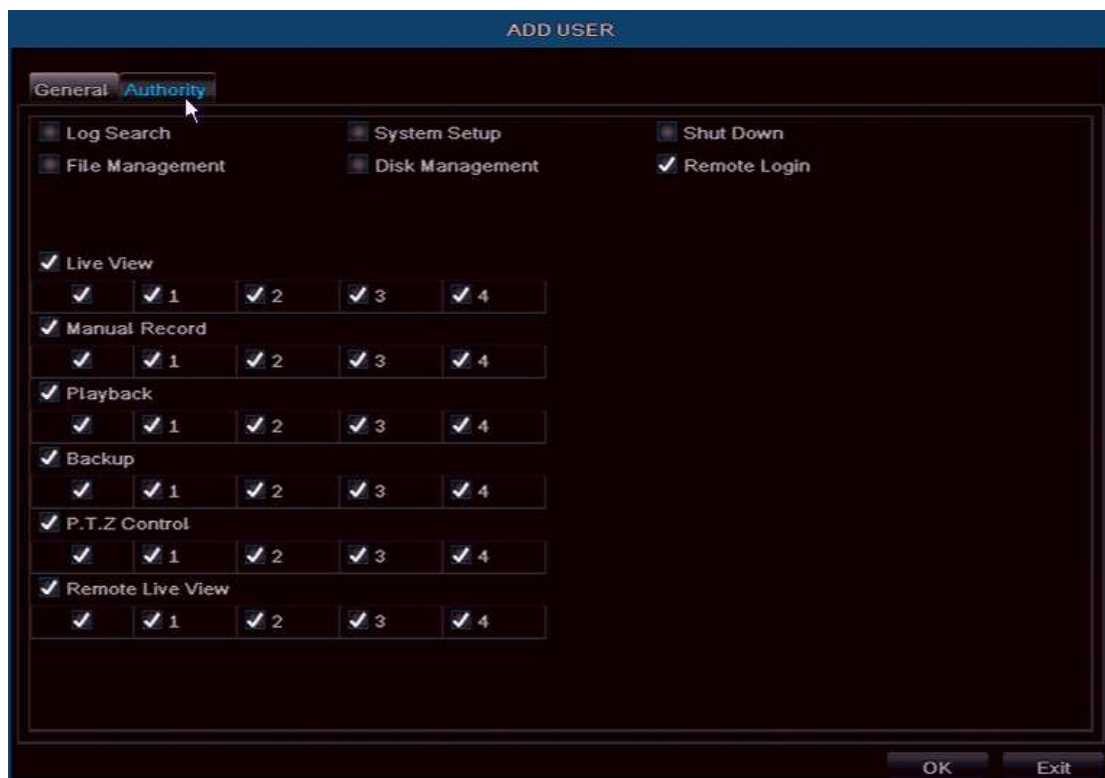 ADD USER
General Authority
Log Search System Setup Shut Down
File Management Disk Management Remote Login
Live View
1 2 3 4
Manual Record
1 2 3 4
Playback
1 2 3 4
Backup
1 2 3 4
P.T.Z Control
1 2 3 4
Remote Live View
1 2 3 4
OK Exit